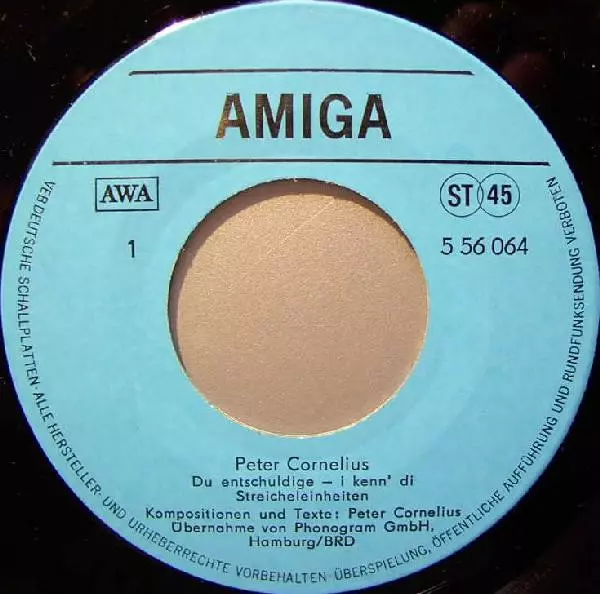 AMIGA
AWA
ST 45
1
5 56 064
Peter Cornelius
Du entschuldige – i kenn' di
Streicheleinheiten
Kompositionen und Texte: Peter Cornelius
Übernahme von Phonogram GmbH,
Hamburg/BRD
VEB DEUTSCHE SCHALLPLATTEN · ALLE HERSTELLER- UND URHEBERRECHTE VORBEHALTEN · ÜBERSPIELUNG, ÖFFENTLICHE AUFFÜHRUNG UND RUNDFUNKSENDUNG VERBOTEN